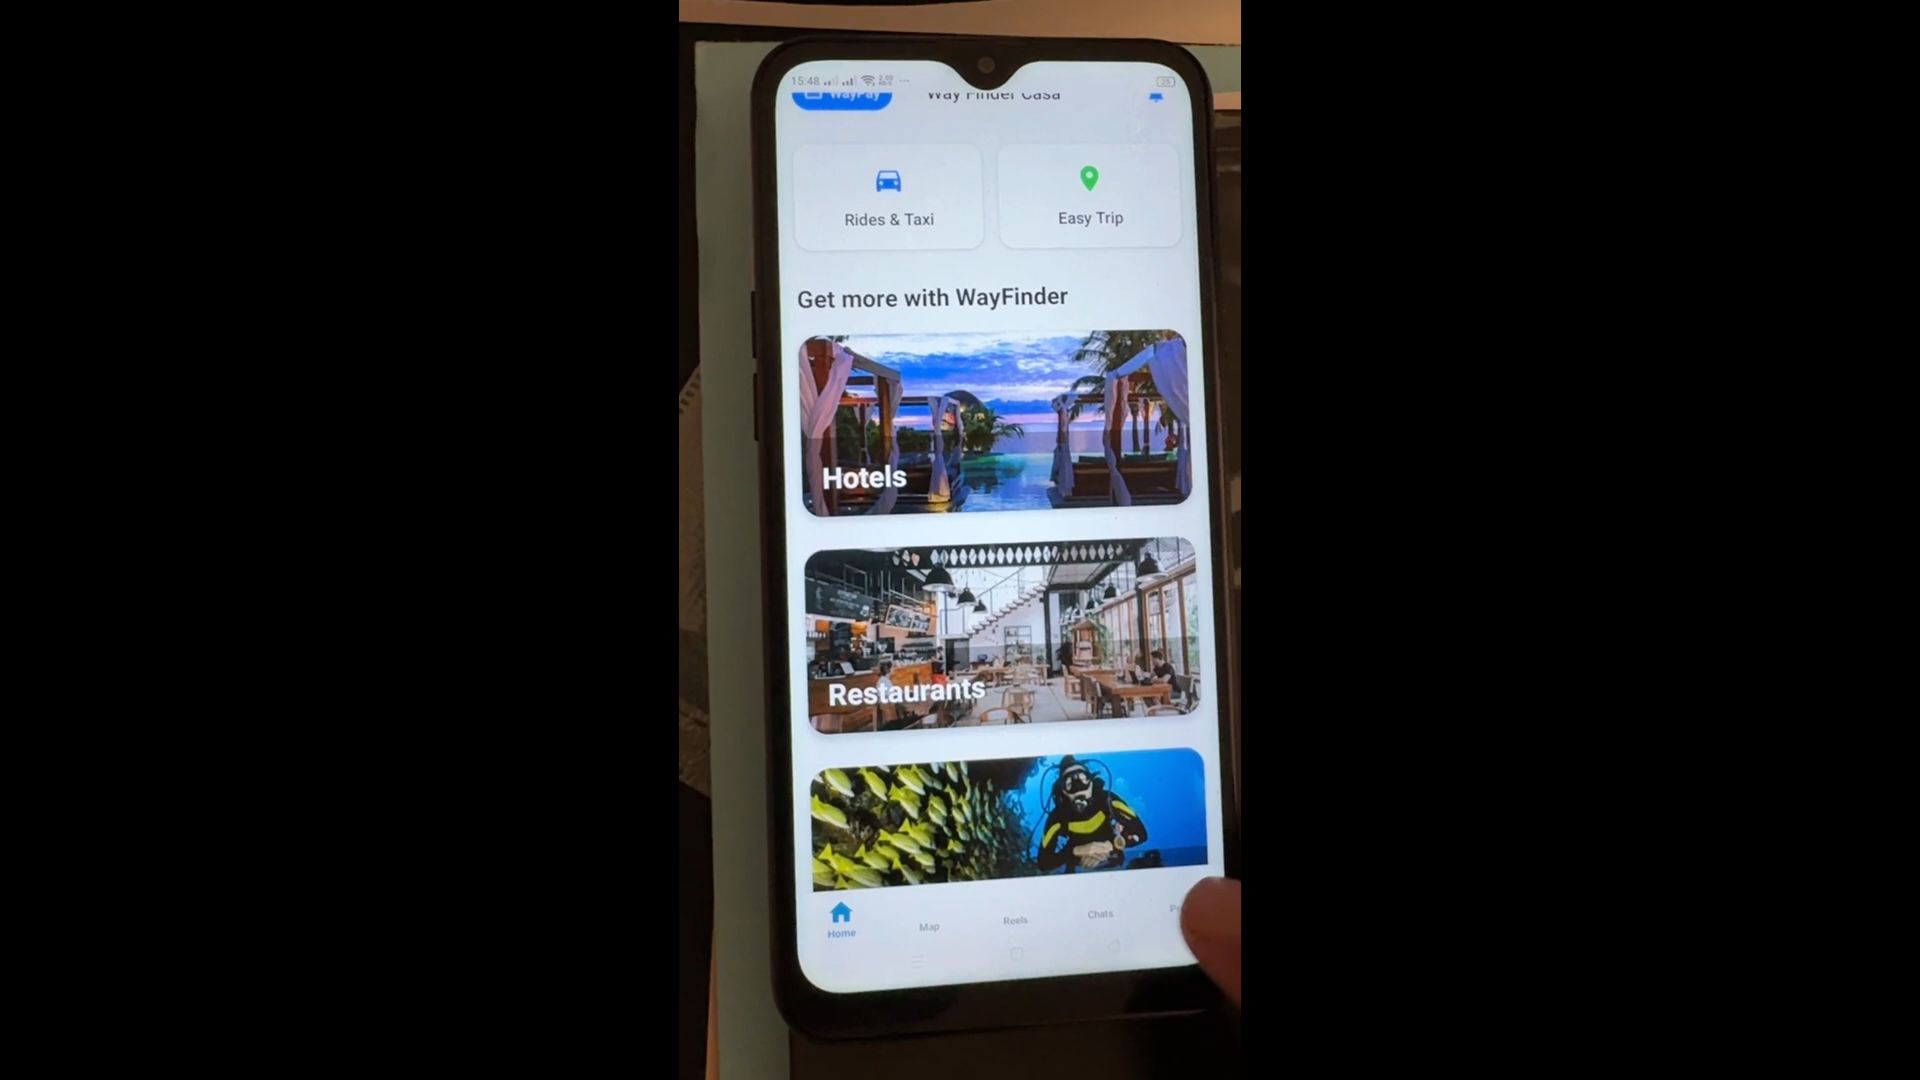 15:48
WayPay
Way Finder Casa
Rides & Taxi
Easy Trip
Get more with WayFinder
Hotels
Restaurants
Home
Map
Reels
Chats